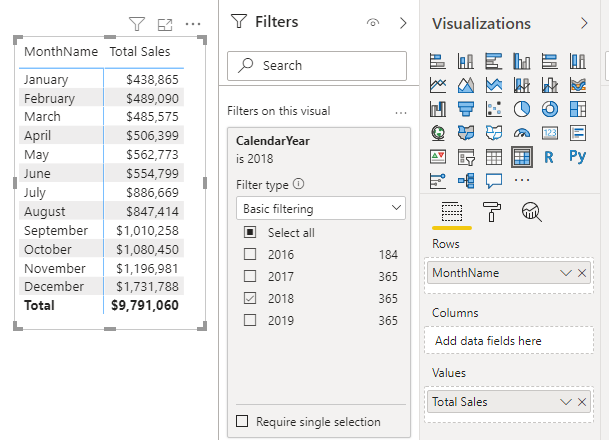 MonthName Total Sales
January $438,865
February $489,090
March $485,575
April $506,399
May $562,773
June $554,799
July $886,669
August $847,414
September $1,010,258
October $1,080,450
November $1,196,981
December $1,731,788
Total $9,791,060
Filters
Search
Filters on this visual
CalendarYear
is 2018
Filter type
Basic filtering
Select all
2016 184
2017 365
2018 365
2019 365
Require single selection
Visualizations
123
R Py
Rows
MonthName
Columns
Add data fields here
Values
Total Sales